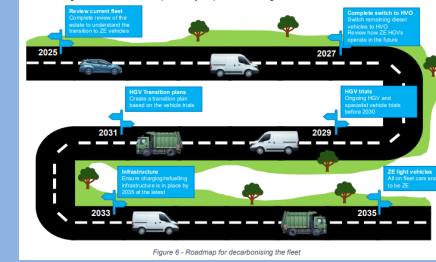 Review current fleet
Complete review of the
estate to understand the
transition to ZE vehicles
2025
Complete switch to HVO
Switch remaining diesel
vehicles to HVO
Review how ZE HGVs
operate in the future
2027
HGV Transition plans
Create a transition plan
based on the vehicle trials
2031
HGV trials
Ongoing HGV and
specialist vehicle trials
before 2030
2029
Infrastructure
Ensure charging/refuelling
infrastructure is in place by
2035 at the latest
2033
ZE light vehicles
All on fleet cars and
to be ZE
2035
Figure 6 - Roadmap for decarbonising the fleet